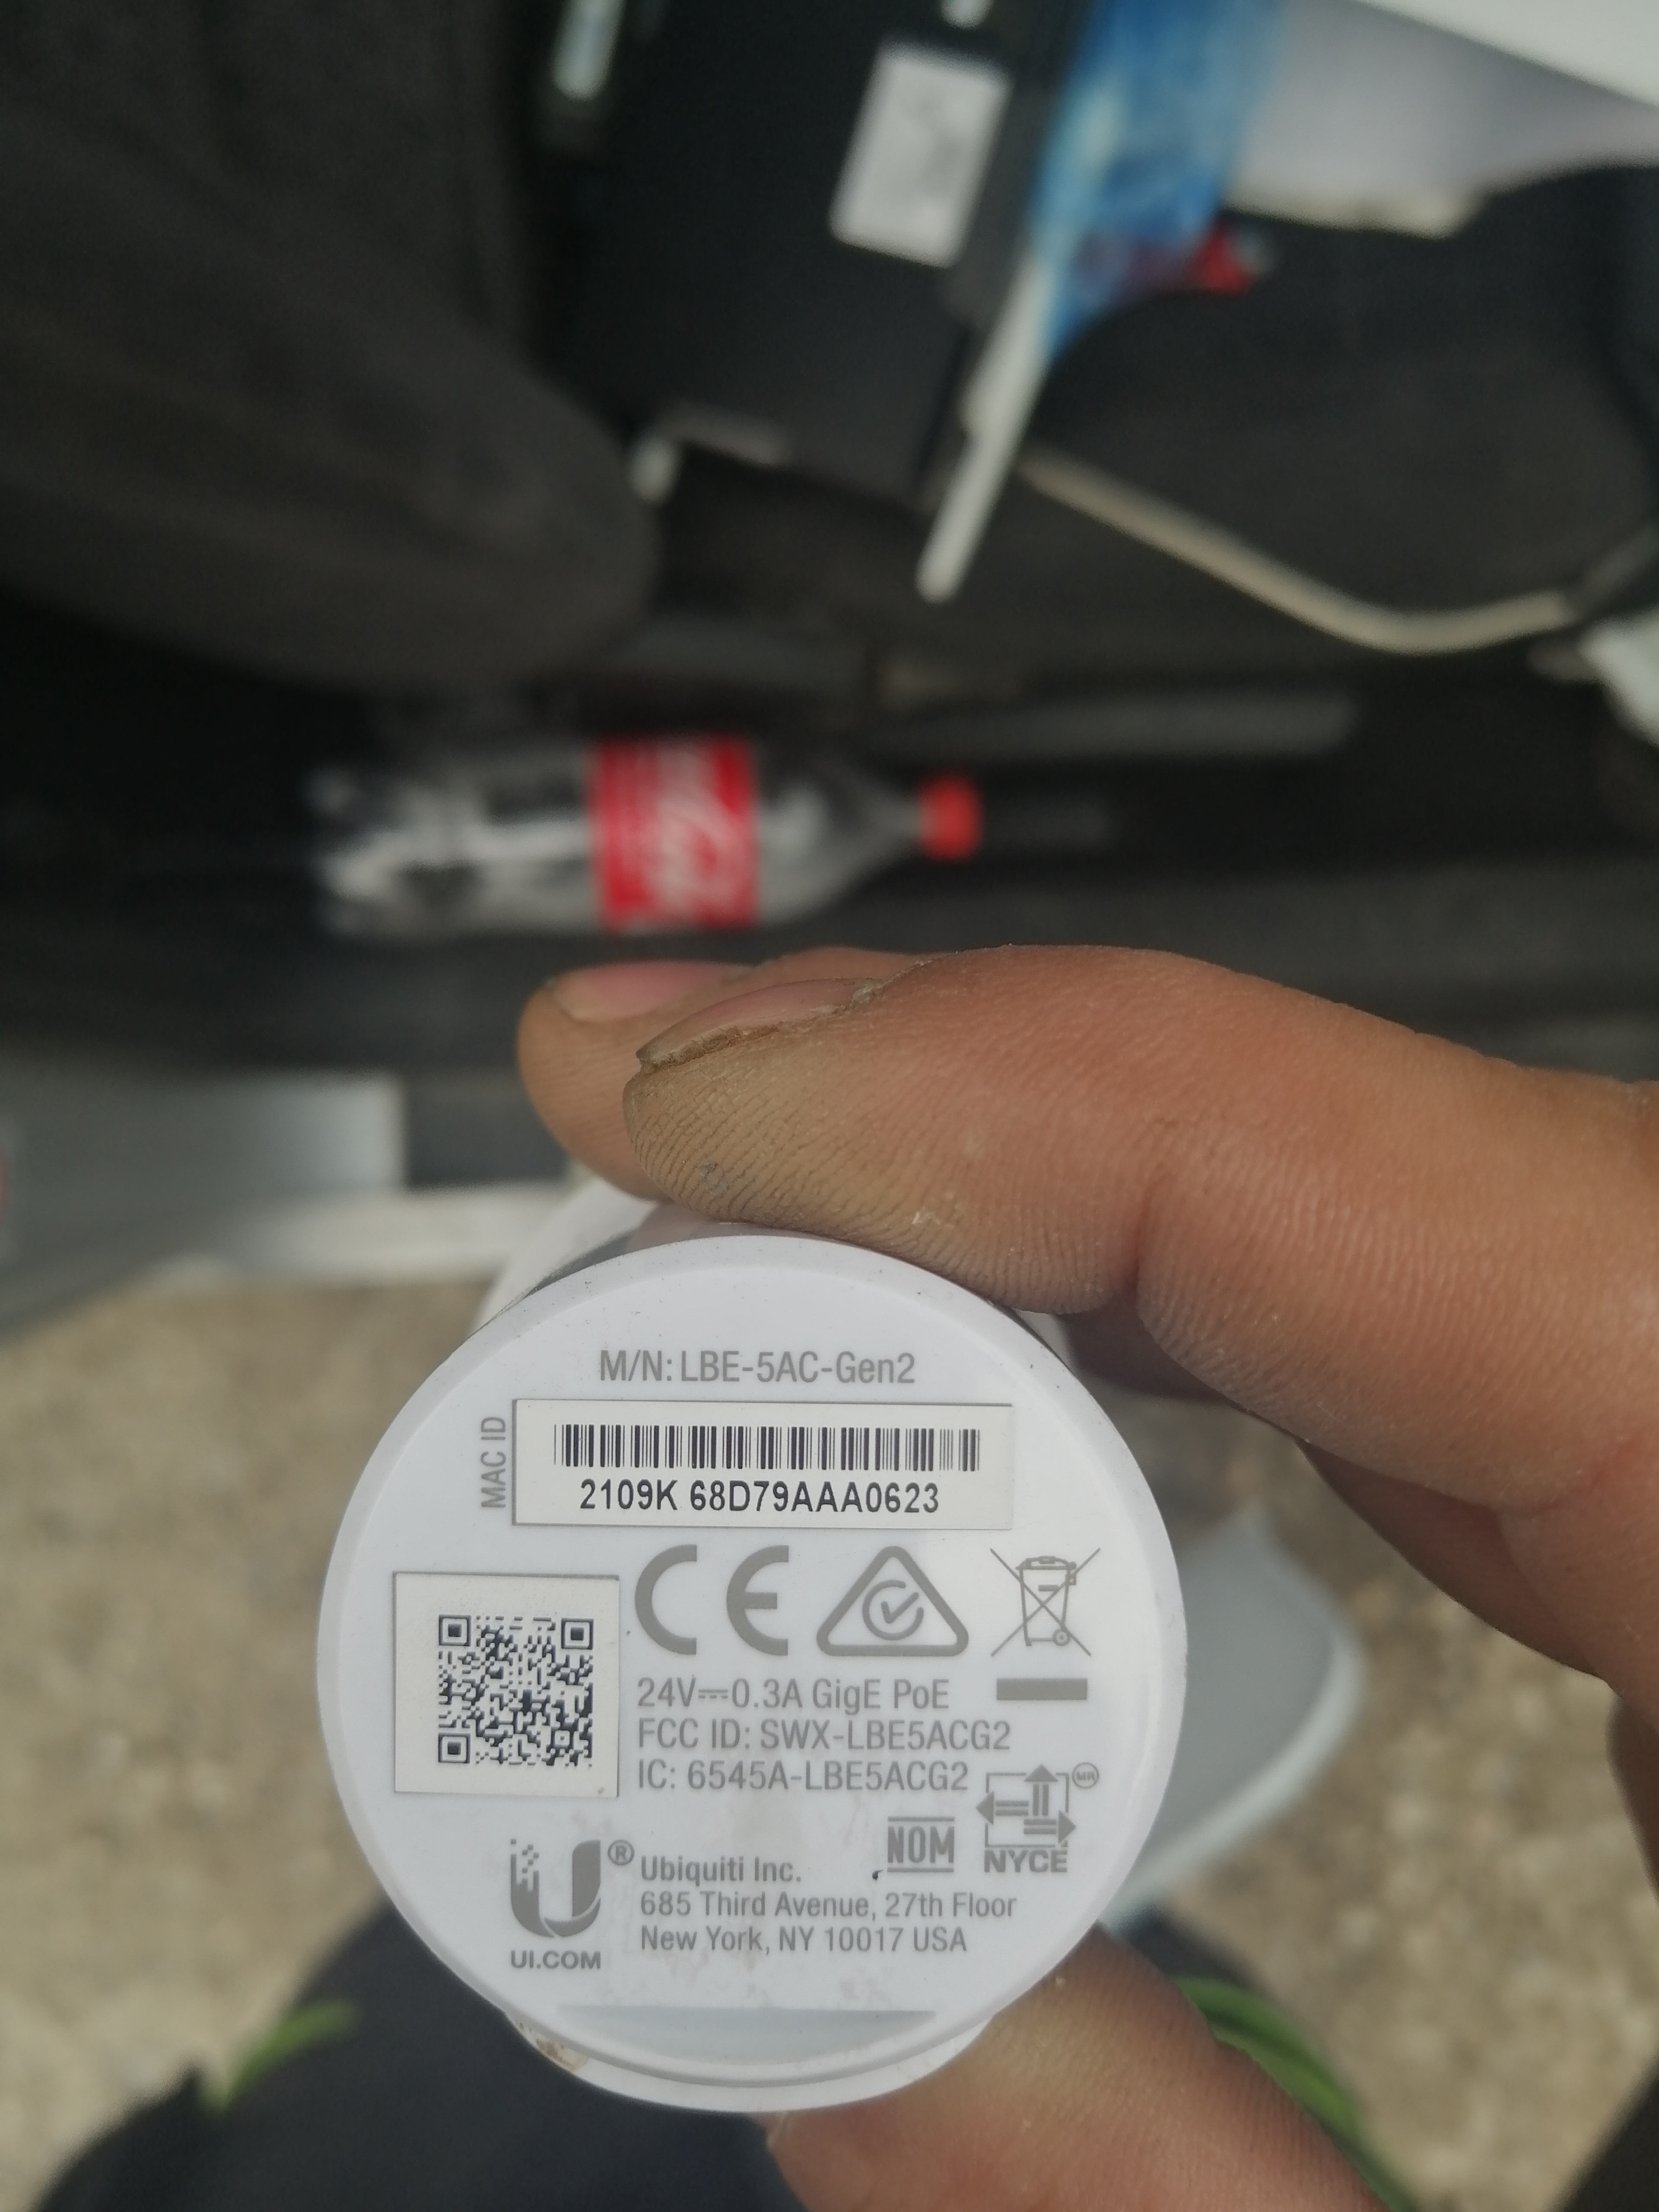 M/N: LBE-5AC-Gen2
MAC ID
2109K 68D79AAA0623
CE
24V⎓0.3A GigE PoE
FCC ID: SWX-LBE5ACG2
IC: 6545A-LBE5ACG2
MR
NOM
NYCE
U®
UI.COM
Ubiquiti Inc.
685 Third Avenue, 27th Floor
New York, NY 10017 USA